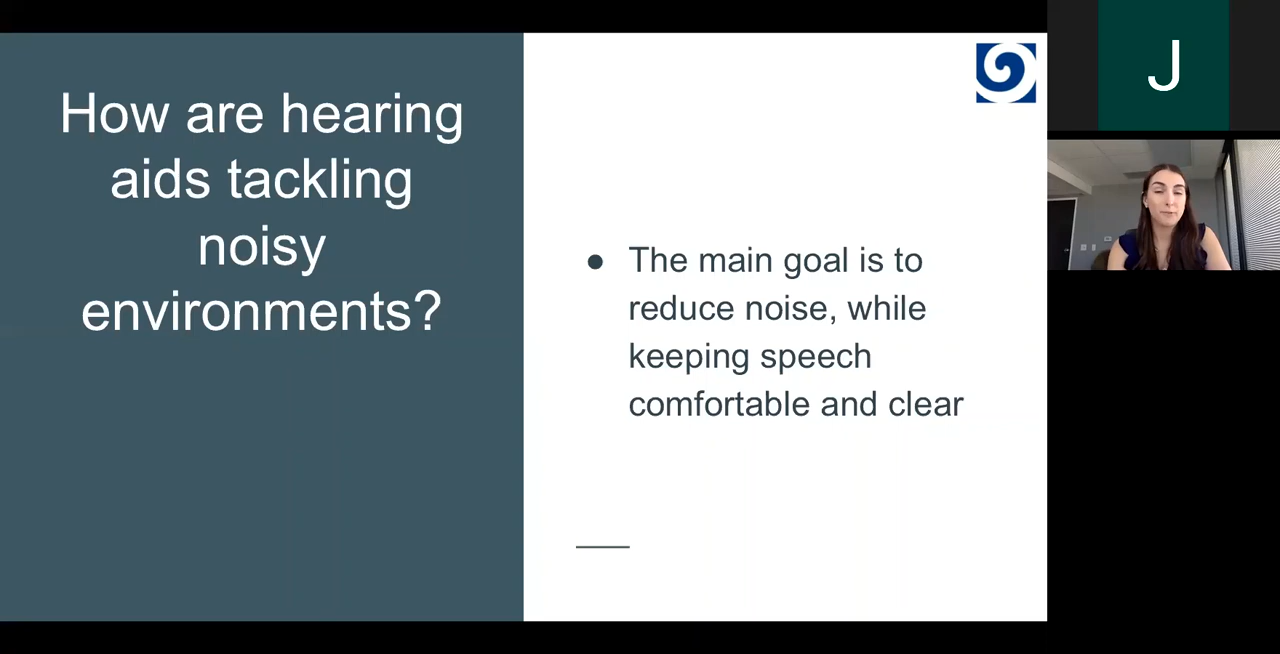 How are hearing
aids tackling
noisy
environments?
● The main goal is to
reduce noise, while
keeping speech
comfortable and clear
J